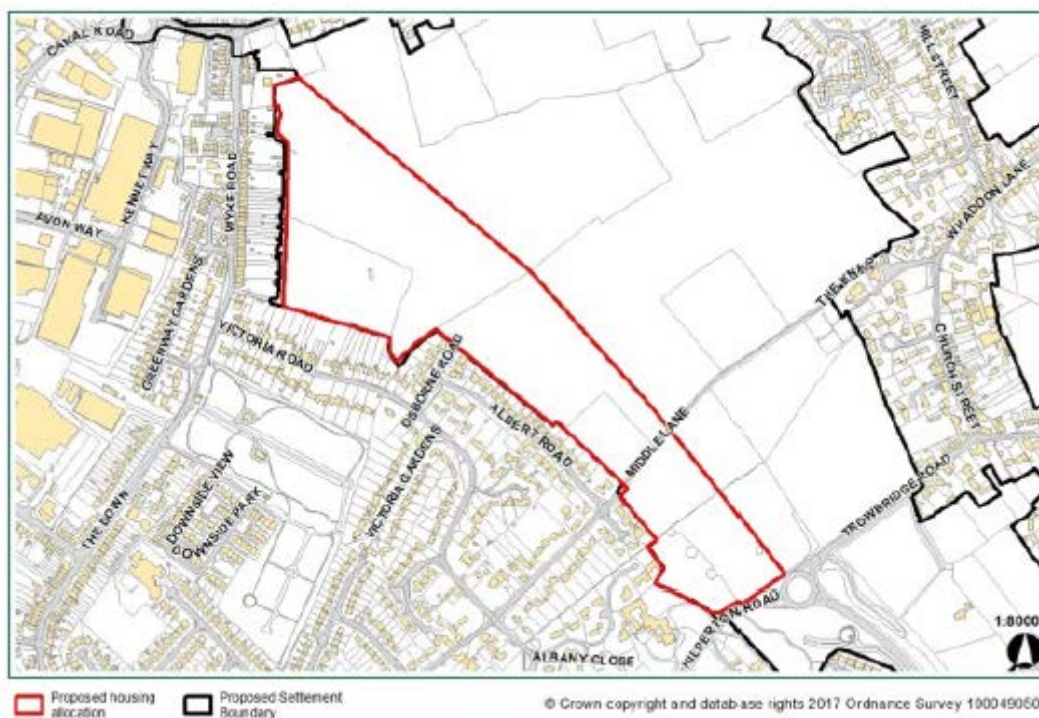 CANAL ROAD
KENNET WAY
AVON WAY
WYKE ROAD
GREENWAY GARDENS
VICTORIA ROAD
OSBORNE ROAD
ALBERT ROAD
VICTORIA GARDENS
DOWNSIDE VIEW
DOWNSIDE PARK
THE DOWN
MIDDLE LANE
THE KNAP
HILL STREET
WHADDON LANE
CHURCH STREET
TROWBRIDGE ROAD
HILPERTON ROAD
ALBANY CLOSE
1:8000
Proposed housing
allocation
Proposed Settlement
Boundary
© Crown copyright and database rights 2017 Ordnance Survey 100049050